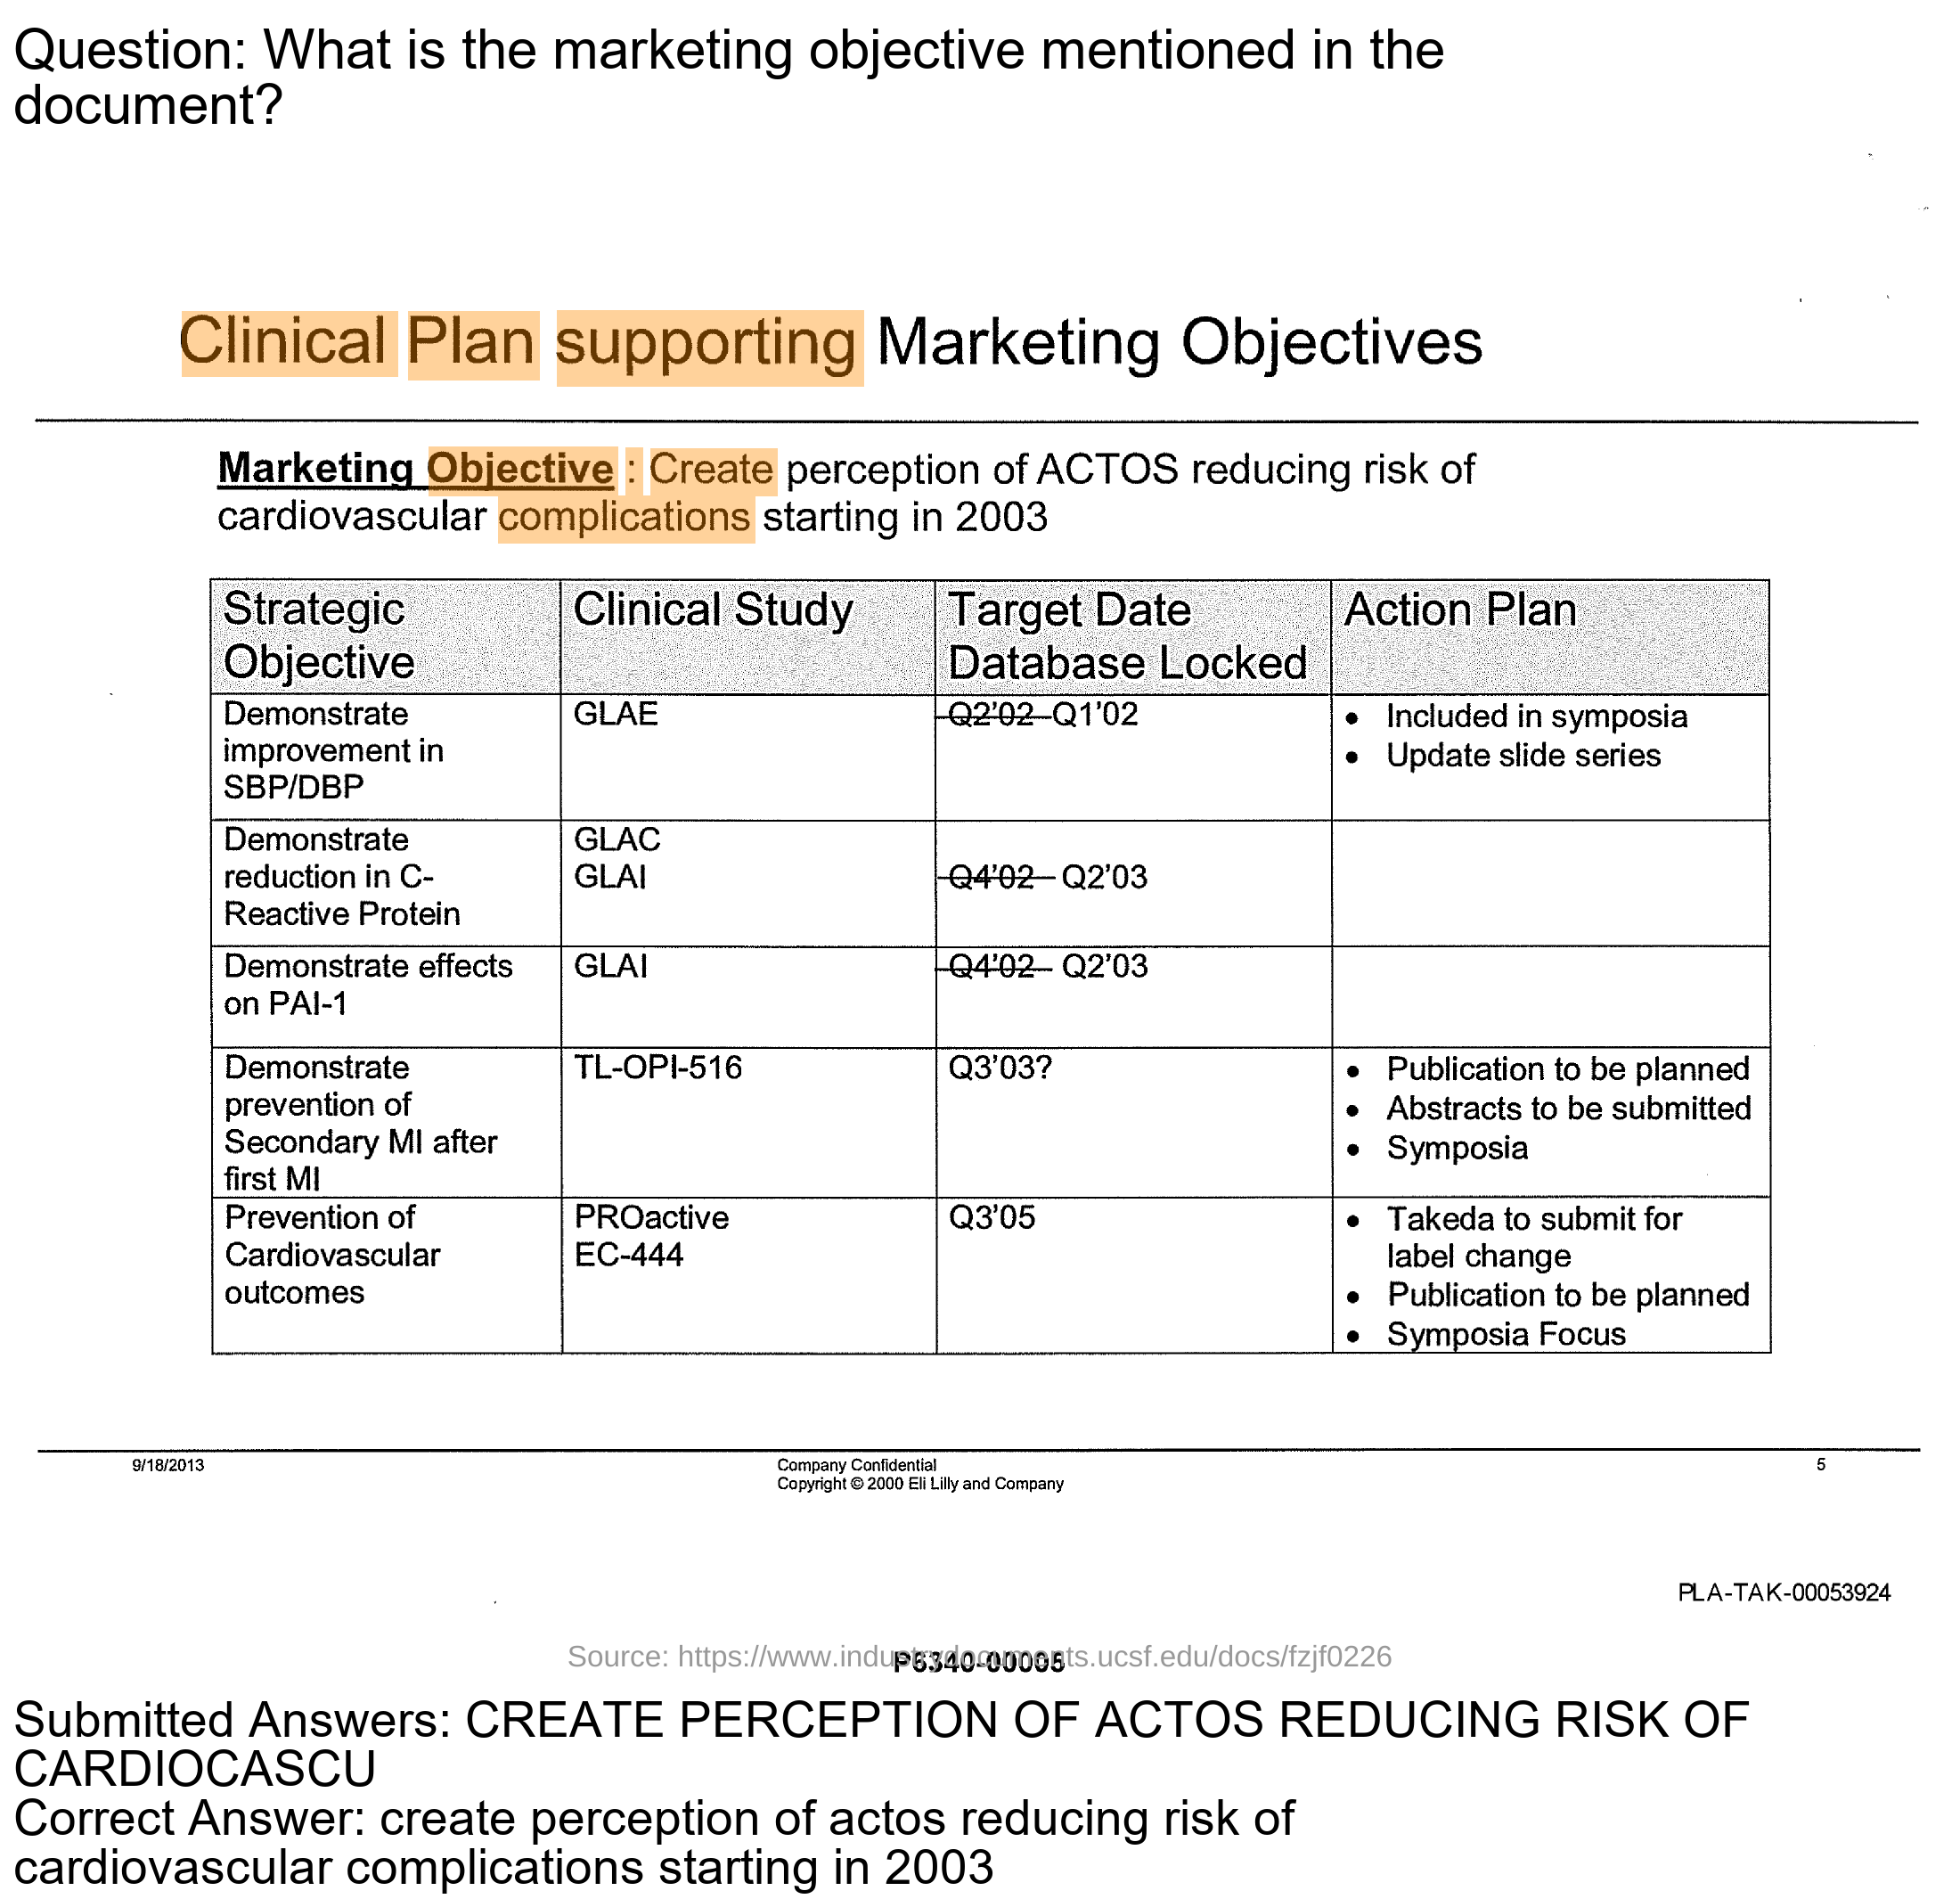 Question: What is the marketing objective mentioned in the
document?
Clinical Plan supporting Marketing Objectives
Marketing Objective : Create perception of ACTOS reducing risk of
cardiovascular complications starting in 2003
Strategic
Objective
Clinical Study
Target Date
Database Locked
Action Plan
Demonstrate
improvement in
SBP/DBP
GLAE
Q2'02 Q1'02
• Included in symposia
• Update slide series
Demonstrate
reduction in C-
Reactive Protein
GLAC
GLAI
Q4'02 Q2'03
Demonstrate effects
on PAI-1
GLAI
Q4'02 Q2'03
Demonstrate
prevention of
Secondary MI after
first MI
TL-OPI-516
Q3'03?
• Publication to be planned
• Abstracts to be submitted
• Symposia
Prevention of
Cardiovascular
outcomes
PROactive
EC-444
Q3'05
• Takeda to submit for
label change
• Publication to be planned
• Symposia Focus
9/18/2013
Company Confidential
Copyright © 2000 Eli Lilly and Company
5
PLA-TAK-00053924
Source: https://www.industrydocuments.ucsf.edu/docs/fzjf0226
Submitted Answers: CREATE PERCEPTION OF ACTOS REDUCING RISK OF
CARDIOCASCU
Correct Answer: create perception of actos reducing risk of
cardiovascular complications starting in 2003